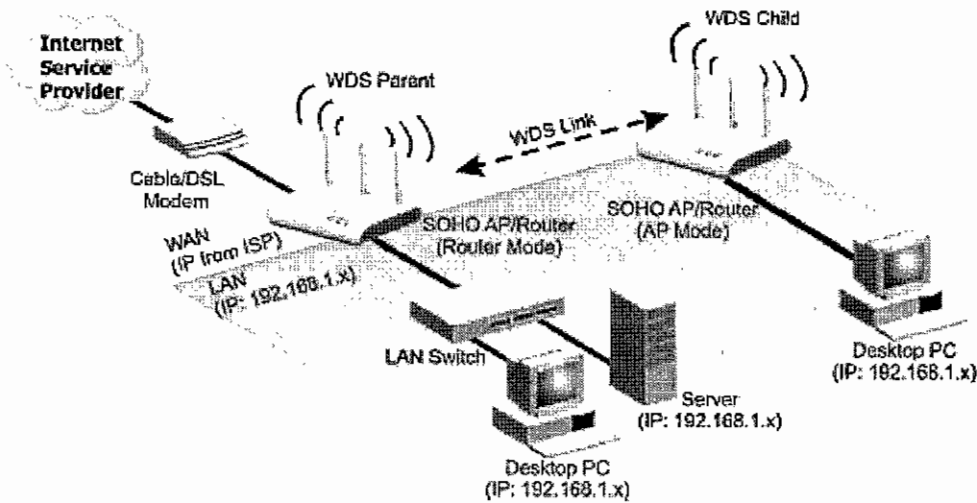 Internet
Service
Provider
WDS Child
WDS Parent
WDS Link
Cable/DSL
Modem
SOHO AP/Router
(Router Mode)
SOHO AP/Router
(AP Mode)
WAN
(IP from ISP)
LAN
(IP: 192.168.1.x)
LAN Switch
Desktop PC
(IP: 192.168.1.x)
Server
(IP: 192.168.1.x)
Desktop PC
(IP: 192.168.1.x)